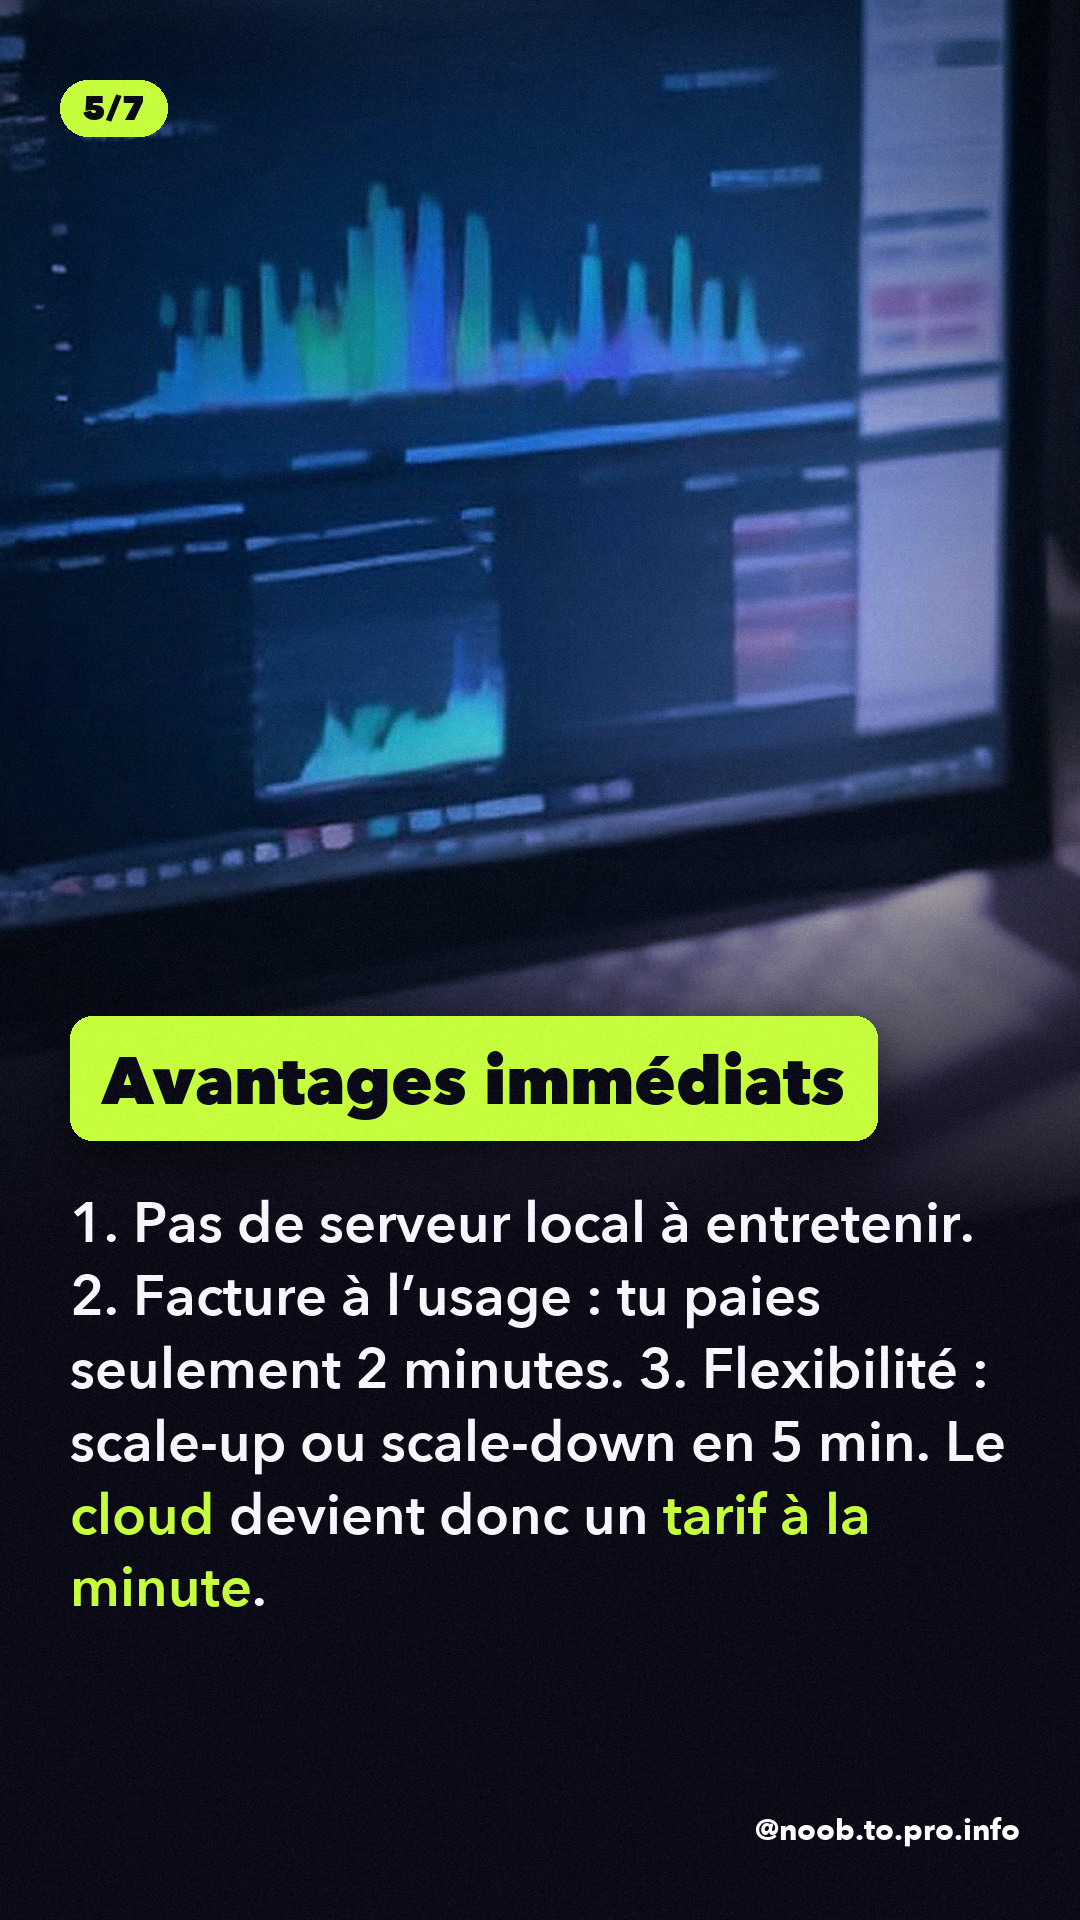 5/7
Avantages immédiats
1. Pas de serveur local à entretenir.
2. Facture à l’usage : tu paies
seulement 2 minutes. 3. Flexibilité :
scale-up ou scale-down en 5 min. Le
cloud devient donc un tarif à la
minute.
@noob.to.pro.info